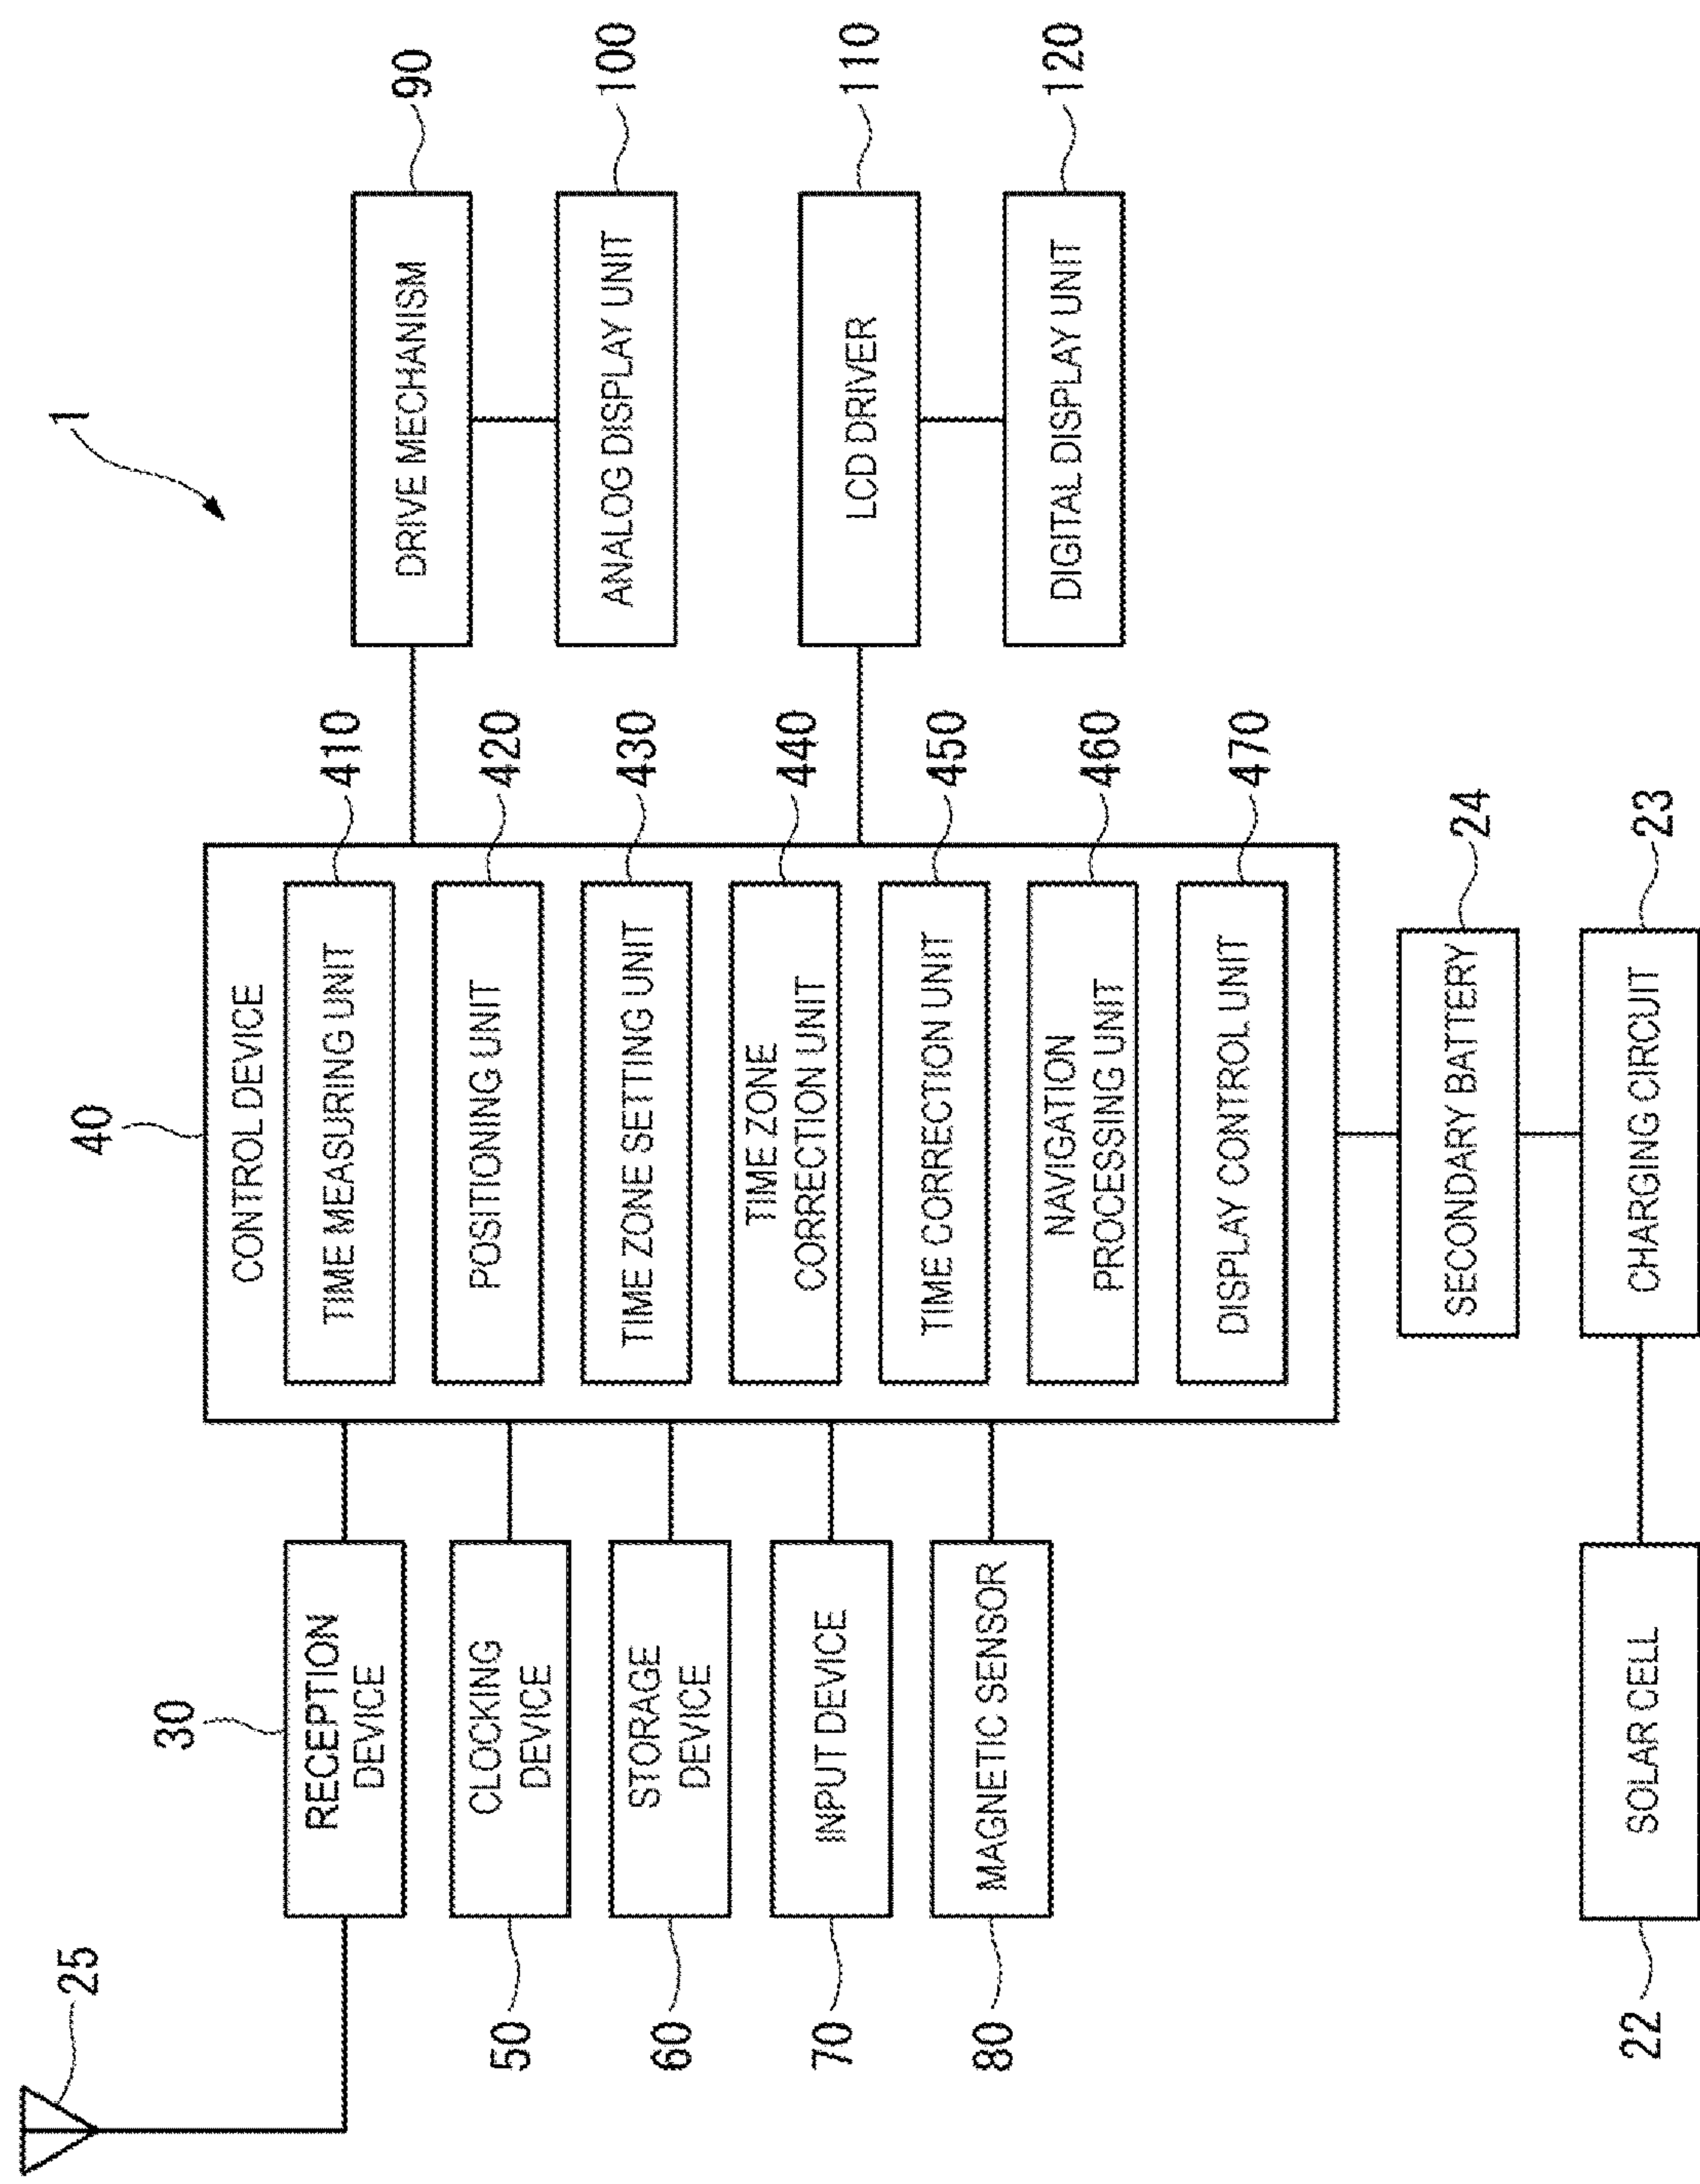 1
25
30
RECEPTION
DEVICE
50
CLOCKING
DEVICE
60
STORAGE
DEVICE
70
INPUT DEVICE
80
MAGNETIC SENSOR
40
CONTROL DEVICE
TIME MEASURING UNIT
410
POSITIONING UNIT
420
TIME ZONE SETTING UNIT
430
TIME ZONE
CORRECTION UNIT
440
TIME CORRECTION UNIT
450
NAVIGATION
PROCESSING UNIT
460
DISPLAY CONTROL UNIT
470
DRIVE MECHANISM
90
ANALOG DISPLAY UNIT
100
LCD DRIVER
110
DIGITAL DISPLAY UNIT
120
SECONDARY BATTERY
24
22
SOLAR CELL
CHARGING CIRCUIT
23